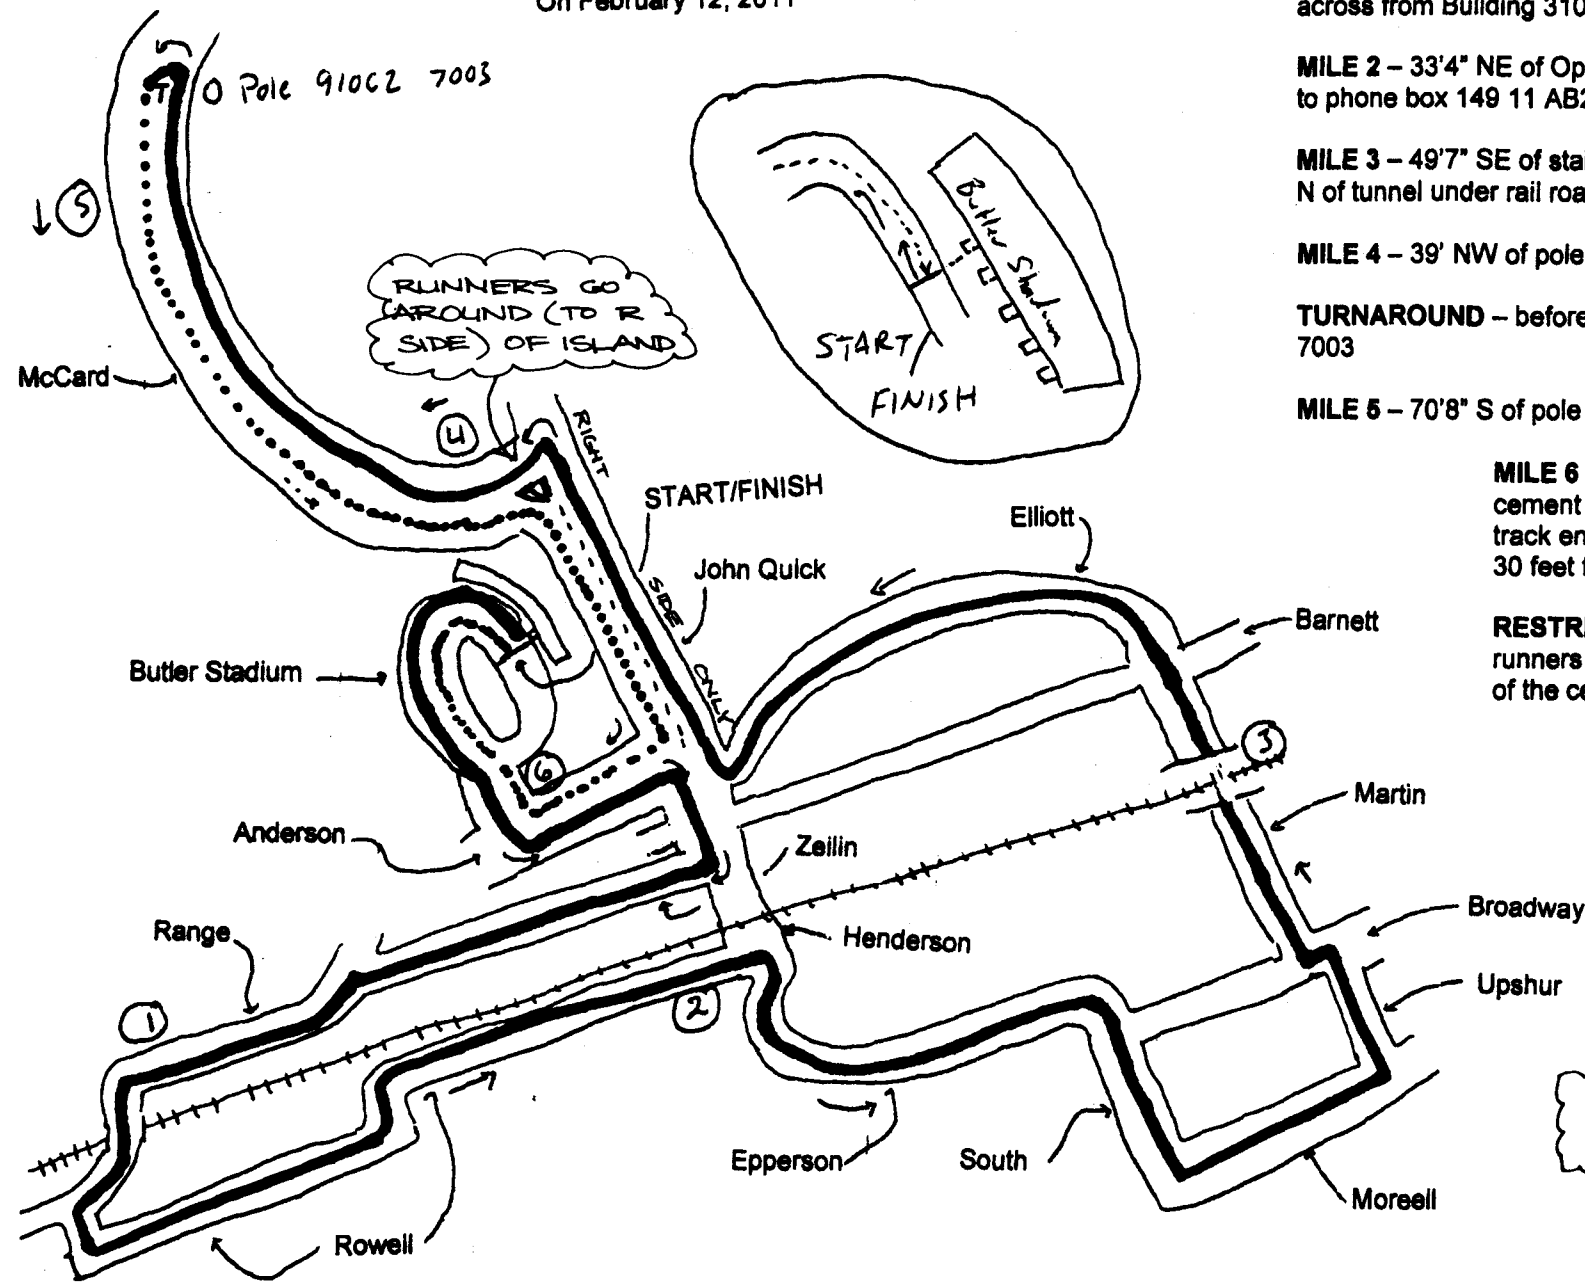 On February 12, 2011
across from Building 310
MILE 2 – 33'4" NE of Op
to phone box 149 11 AB2
MILE 3 – 49'7" SE of stai
N of tunnel under rail roa
MILE 4 – 39' NW of pole
TURNAROUND – before
7003
MILE 5 – 70'8" S of pole
MILE 6
cement
track en
30 feet f
RESTRI
runners
of the ce
T
O Pole 91062 7003
5
RUNNERS GO
AROUND (TO R
SIDE) OF ISLAND
Butler Stadium
START/
FINISH
McCard
4
RIGHT
SIDE
ONLY
START/FINISH
John Quick
Elliott
Barnett
Butler Stadium
6
3
Martin
Anderson
Zeilin
Broadway
Range
Henderson
Upshur
1
2
Epperson
South
Moreell
Rowell